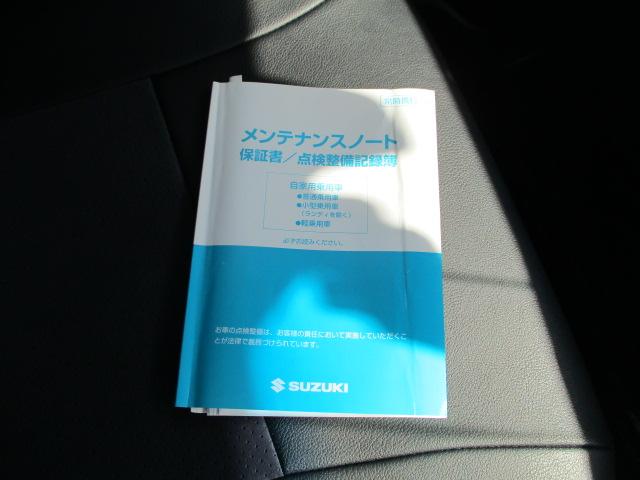 常時携行
メンテナンスノート
保証書／点検整備記録簿
自家用乗用車
●普通乗用車
●小型乗用車
（ランディを除く）
●軽乗用車
必ずお読みください。
お車の点検整備は、お客様の責任において実施していただくこ
とが法律で義務づけられています。
SUZUKI